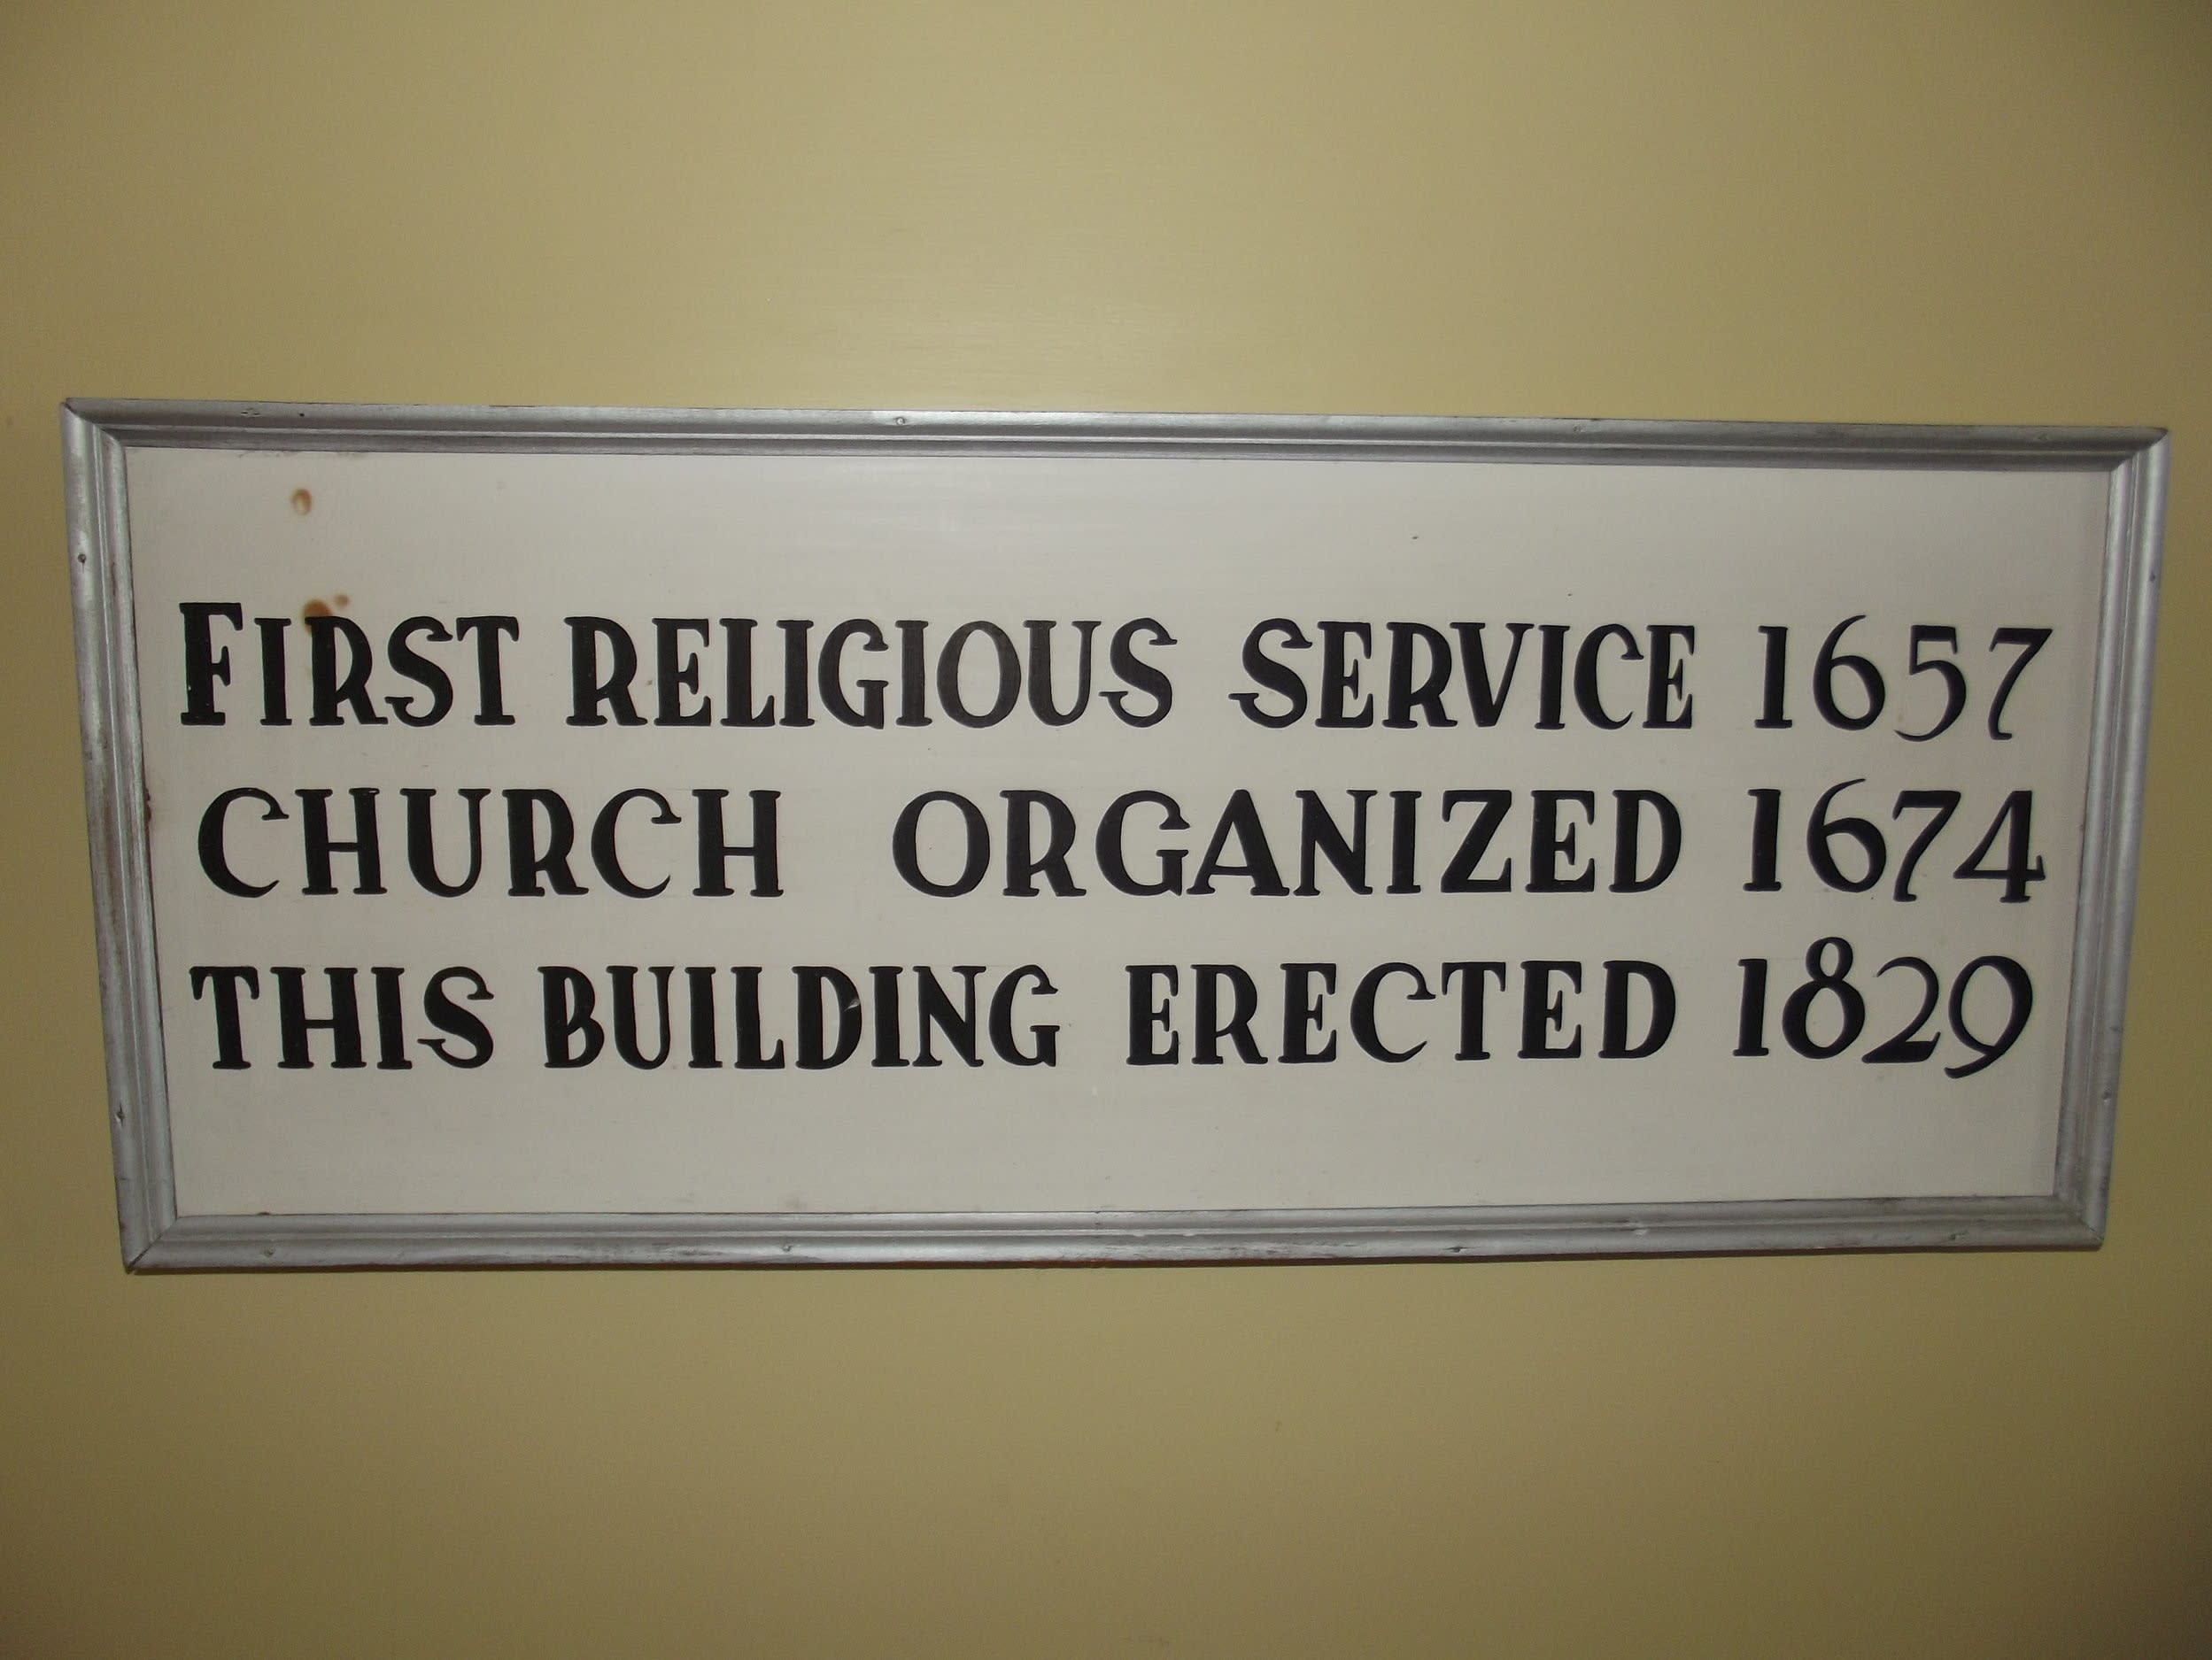 FIRST RELIGIOUS SERVICE 1657
CHURCH ORGANIZED 1674
THIS BUILDING ERECTED 1829